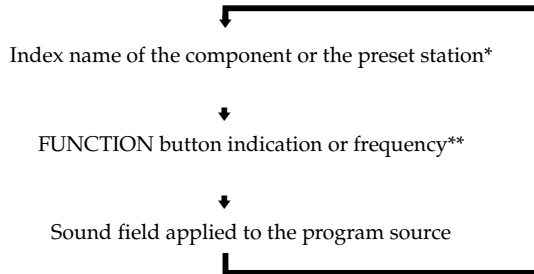 Index name of the component or the preset station*
FUNCTION button indication or frequency**
Sound field applied to the program source